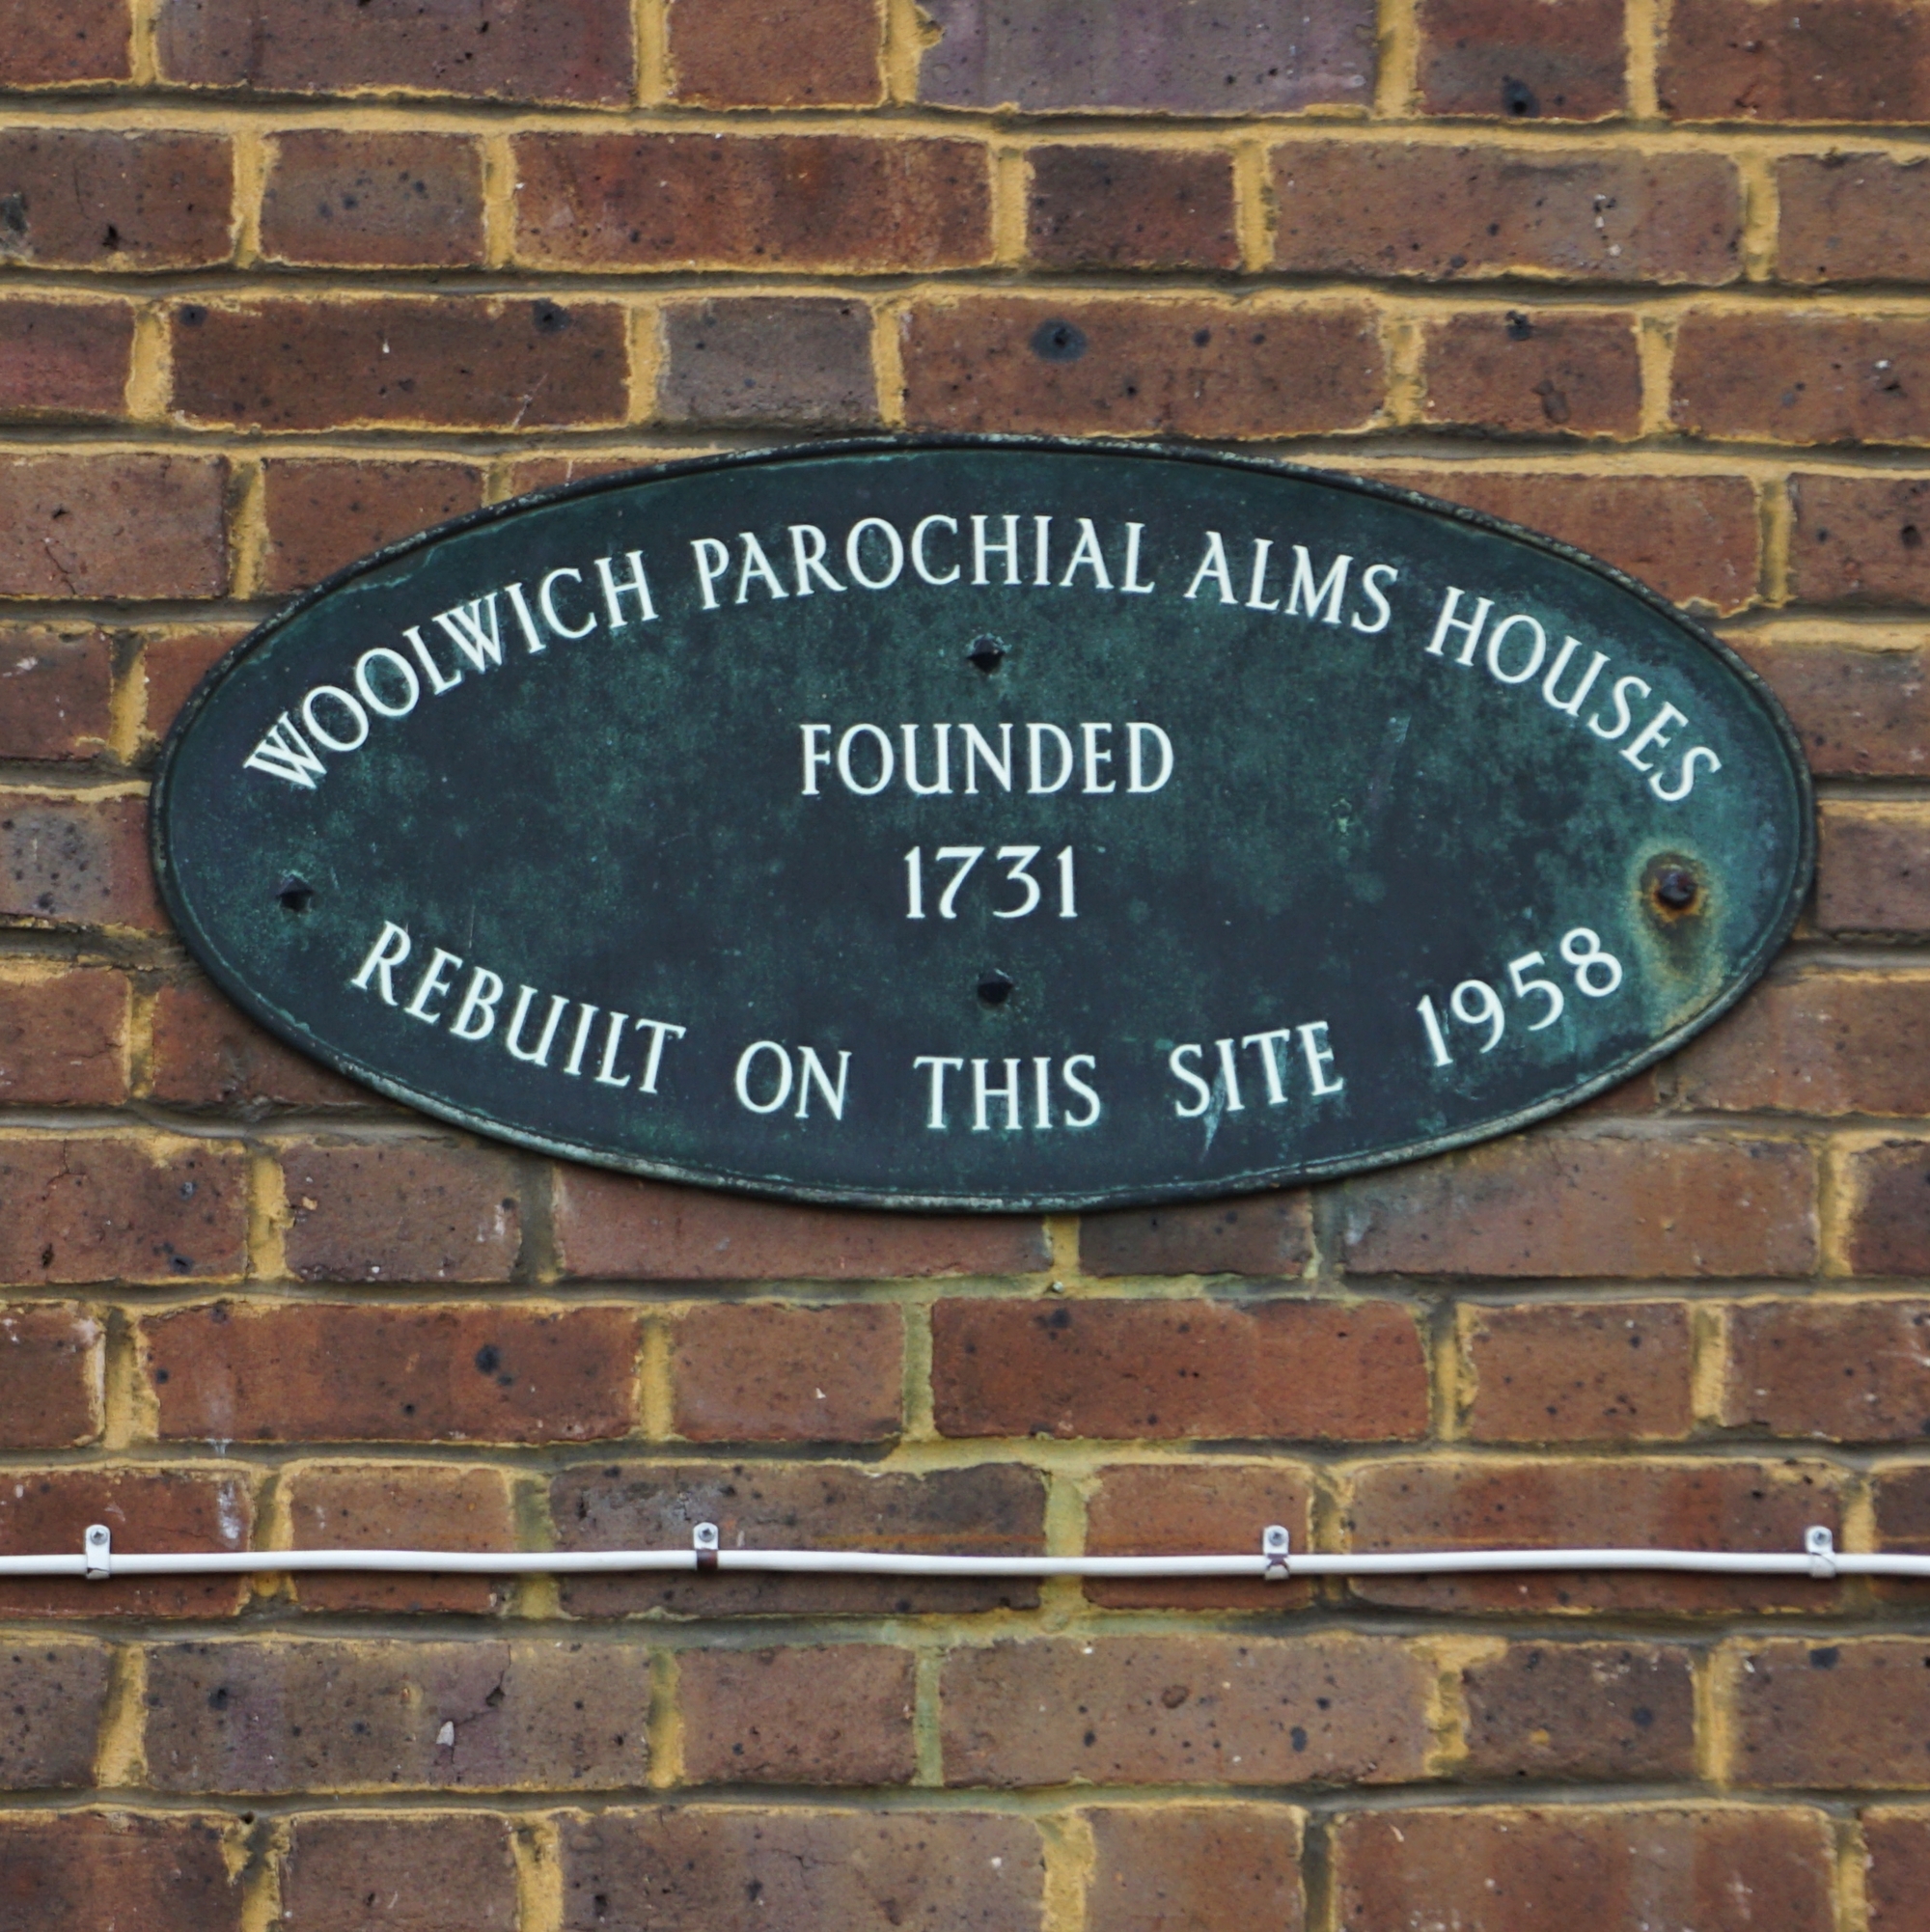 WOOLWICH PAROCHIAL ALMS HOUSES
FOUNDED
1731
REBUILT ON THIS SITE 1958